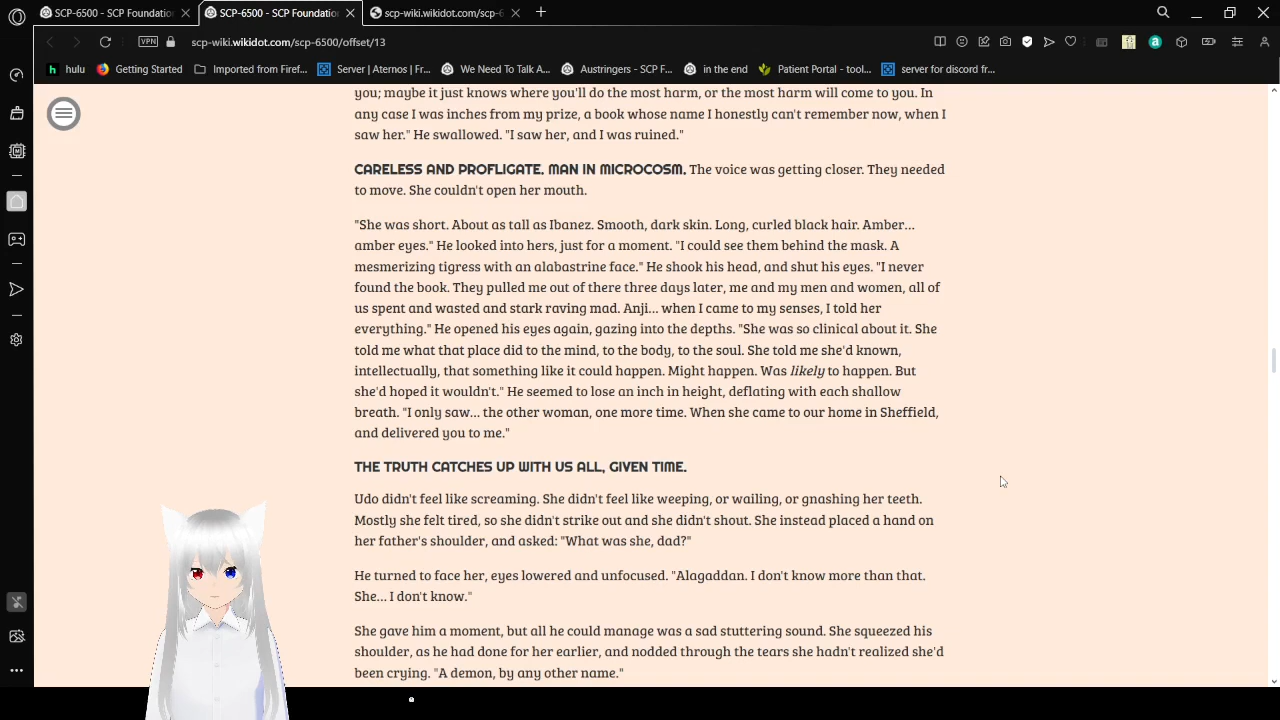 SCP-6500 - SCP Foundatio
SCP-6500 - SCP Foundatio
scp-wiki.wikidot.com/scp-6
VPN
scp-wiki.wikidot.com/scp-6500/offset/13
hulu
Getting Started
Imported from Firef...
Server | Aternos | Fr...
We Need To Talk A...
Austringers - SCP F...
in the end
Patient Portal - tool...
server for discord fr...
you; maybe it just knows where you'll do the most harm, or the most harm will come to you. In
any case I was inches from my prize, a book whose name I honestly can't remember now, when I
saw her." He swallowed. "I saw her, and I was ruined."
CARELESS AND PROFLIGATE. MAN IN MICROCOSM. The voice was getting closer. They needed
to move. She couldn't open her mouth.
"She was short. About as tall as Ibanez. Smooth, dark skin. Long, curled black hair. Amber...
amber eyes." He looked into hers, just for a moment. "I could see them behind the mask. A
mesmerizing tigress with an alabastrine face." He shook his head, and shut his eyes. "I never
found the book. They pulled me out of there three days later, me and my men and women, all of
us spent and wasted and stark raving mad. Anji... when I came to my senses, I told her
everything." He opened his eyes again, gazing into the depths. "She was so clinical about it. She
told me what that place did to the mind, to the body, to the soul. She told me she'd known,
intellectually, that something like it could happen. Might happen. Was likely to happen. But
she'd hoped it wouldn't." He seemed to lose an inch in height, deflating with each shallow
breath. "I only saw... the other woman, one more time. When she came to our home in Sheffield,
and delivered you to me."
THE TRUTH CATCHES UP WITH US ALL, GIVEN TIME.
Udo didn't feel like screaming. She didn't feel like weeping, or wailing, or gnashing her teeth.
Mostly she felt tired, so she didn't strike out and she didn't shout. She instead placed a hand on
her father's shoulder, and asked: "What was she, dad?"
He turned to face her, eyes lowered and unfocused. "Alagaddan. I don't know more than that.
She... I don't know."
She gave him a moment, but all he could manage was a sad stuttering sound. She squeezed his
shoulder, as he had done for her earlier, and nodded through the tears she hadn't realized she'd
been crying. "A demon, by any other name."